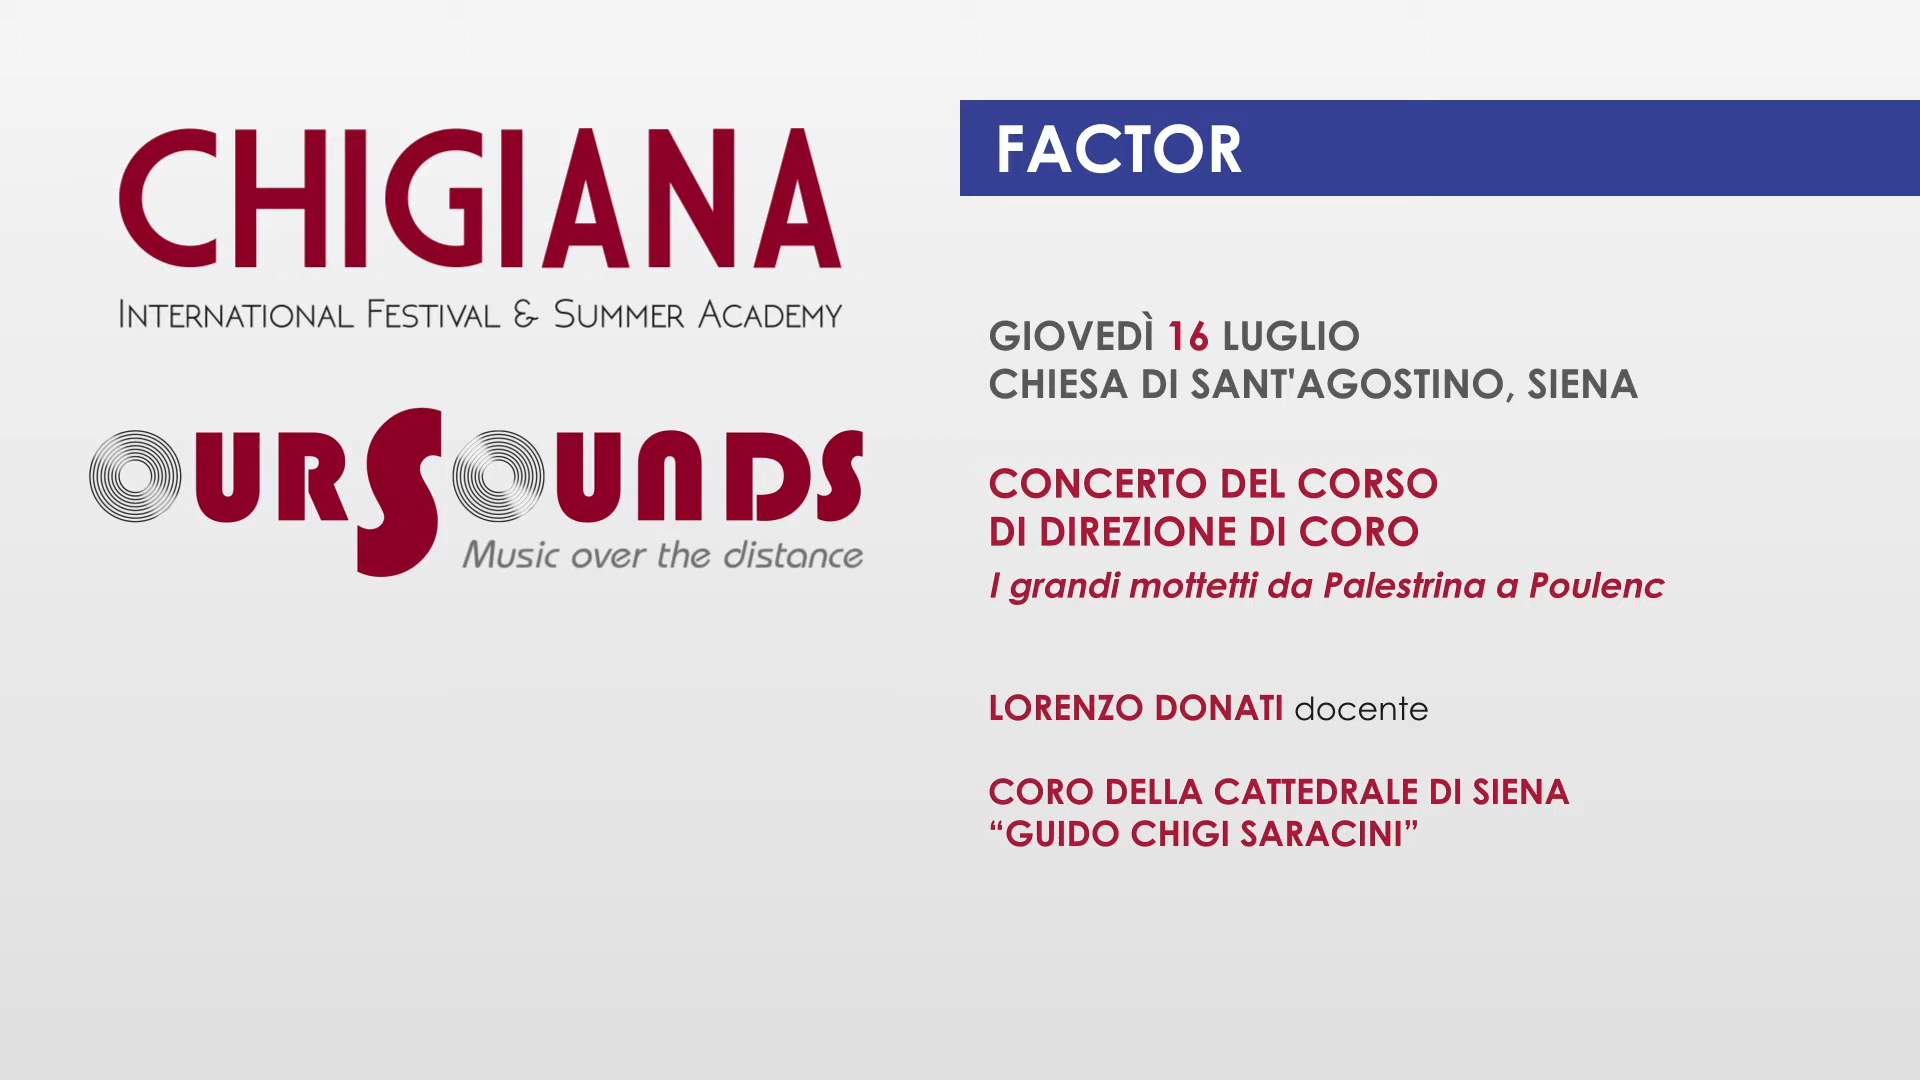 CHIGIANA
INTERNATIONAL FESTIVAL & SUMMER ACADEMY
OURSOUNDS
Music over the distance
FACTOR
GIOVEDÌ 16 LUGLIO
CHIESA DI SANT'AGOSTINO, SIENA
CONCERTO DEL CORSO
DI DIREZIONE DI CORO
I grandi mottetti da Palestrina a Poulenc
LORENZO DONATI docente
CORO DELLA CATTEDRALE DI SIENA
“GUIDO CHIGI SARACINI”